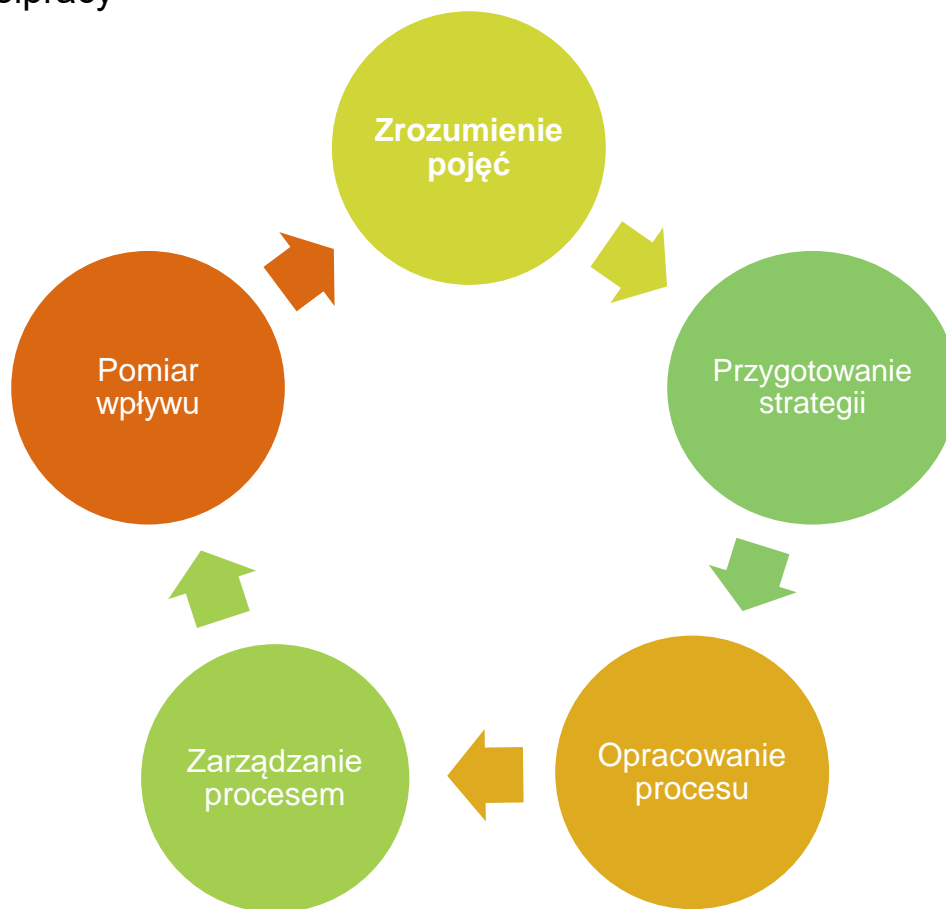 Zrozumienie
pojęć
Przygotowanie
strategii
Opracowanie
procesu
Zarządzanie
procesem
Pomiar
wpływu